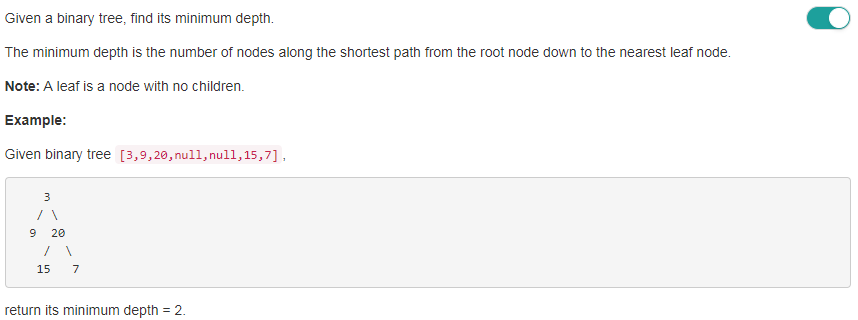 Given a binary tree, find its minimum depth.
The minimum depth is the number of nodes along the shortest path from the root node down to the nearest leaf node.
Note: A leaf is a node with no children.
Example:
Given binary tree [3,9,20,null,null,15,7],
    3
   / \
  9  20
    /  \
   15   7
return its minimum depth = 2.